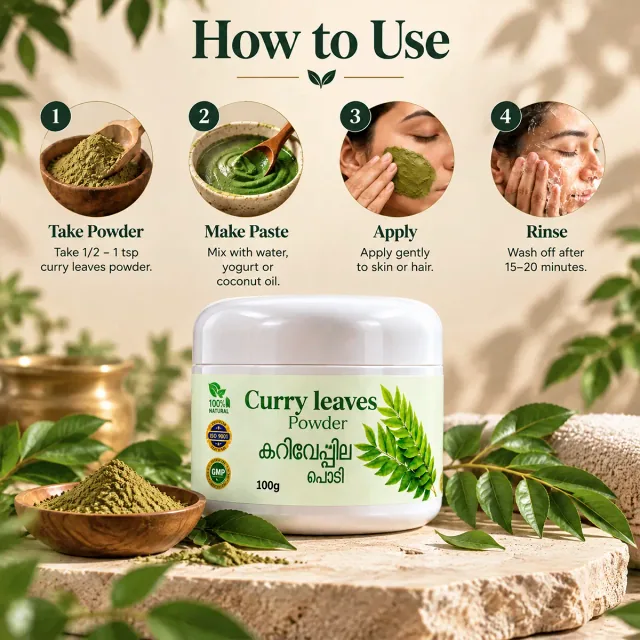 How to Use
1
Take Powder
Take 1/2 – 1 tsp
curry leaves powder.
2
Make Paste
Mix with water,
yogurt or
coconut oil.
3
Apply
Apply gently
to skin or hair.
4
Rinse
Wash off after
15–20 minutes.
100%
NATURAL
ISO 9001
GMP
Curry leaves
Powder
കറിവേപ്പില
പൊടി
100g